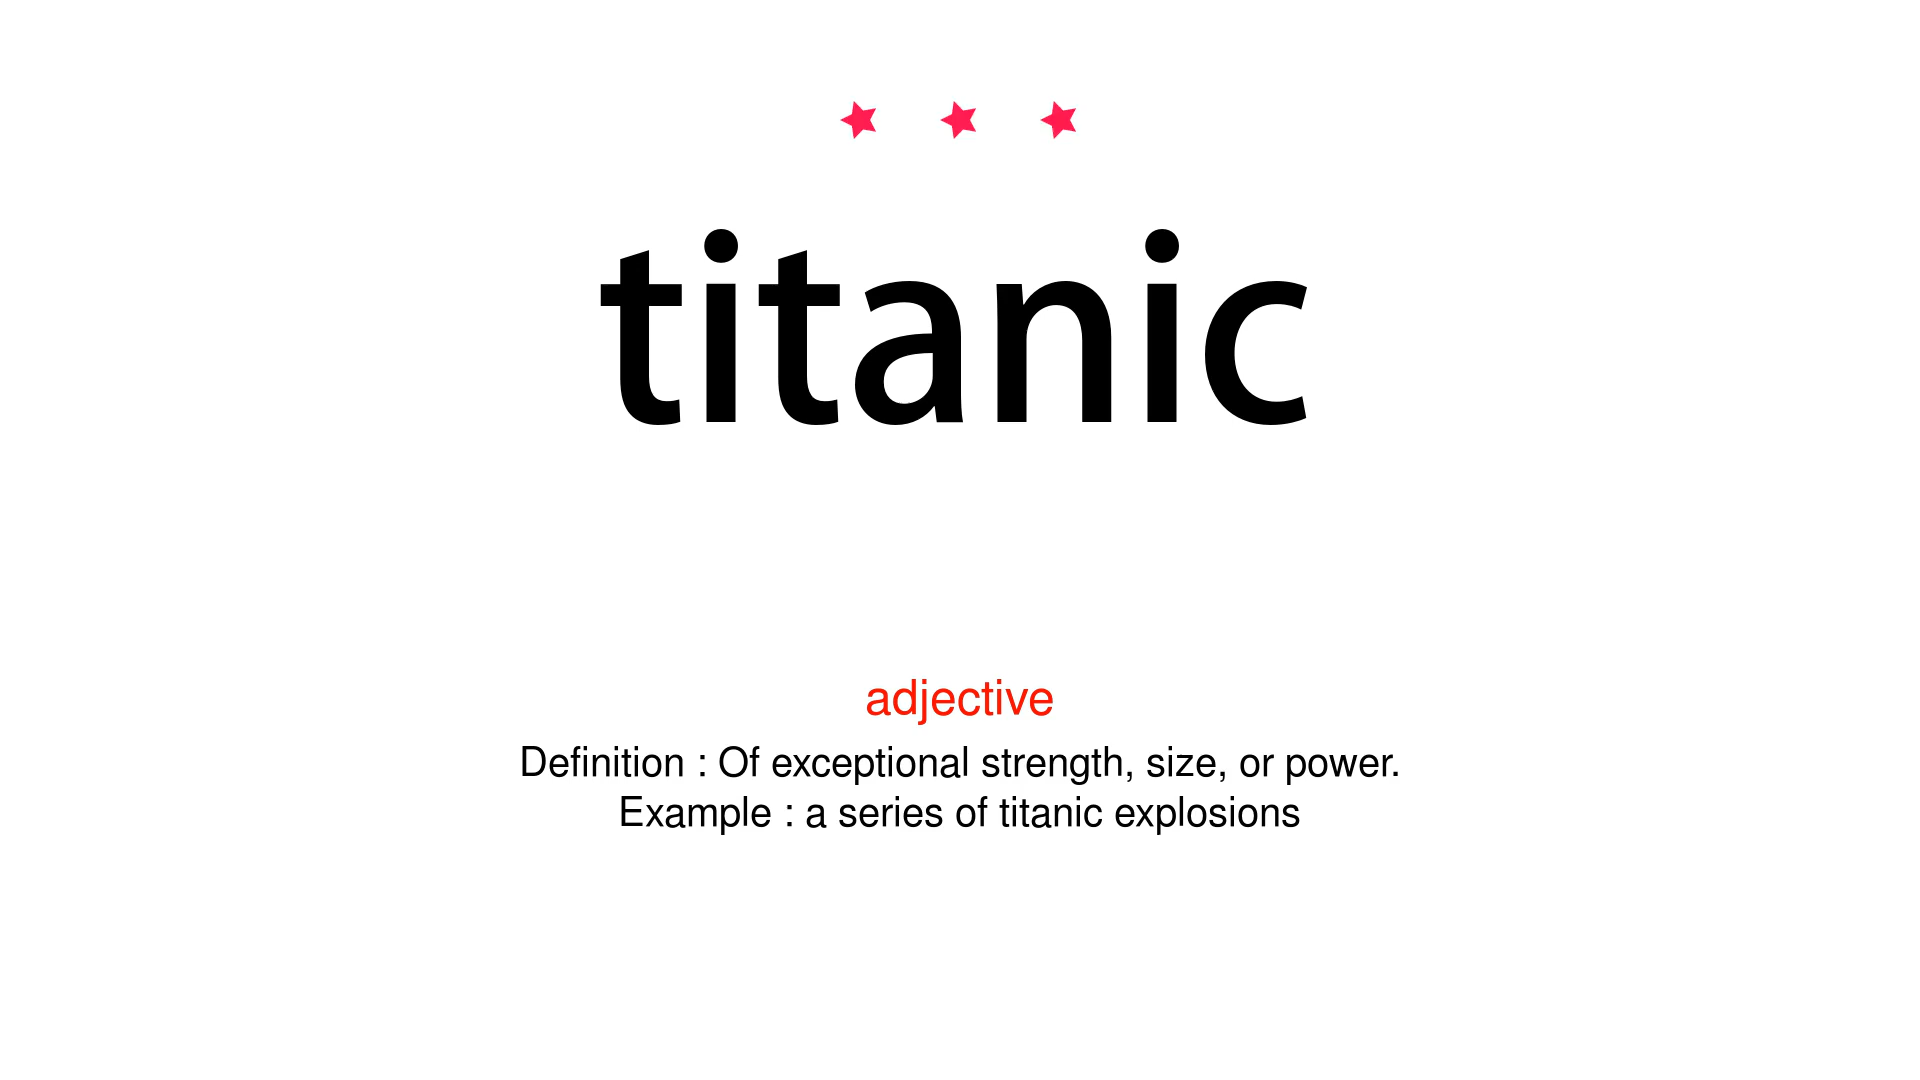 titanic
adjective
Definition : Of exceptional strength, size, or power.
Example : a series of titanic explosions